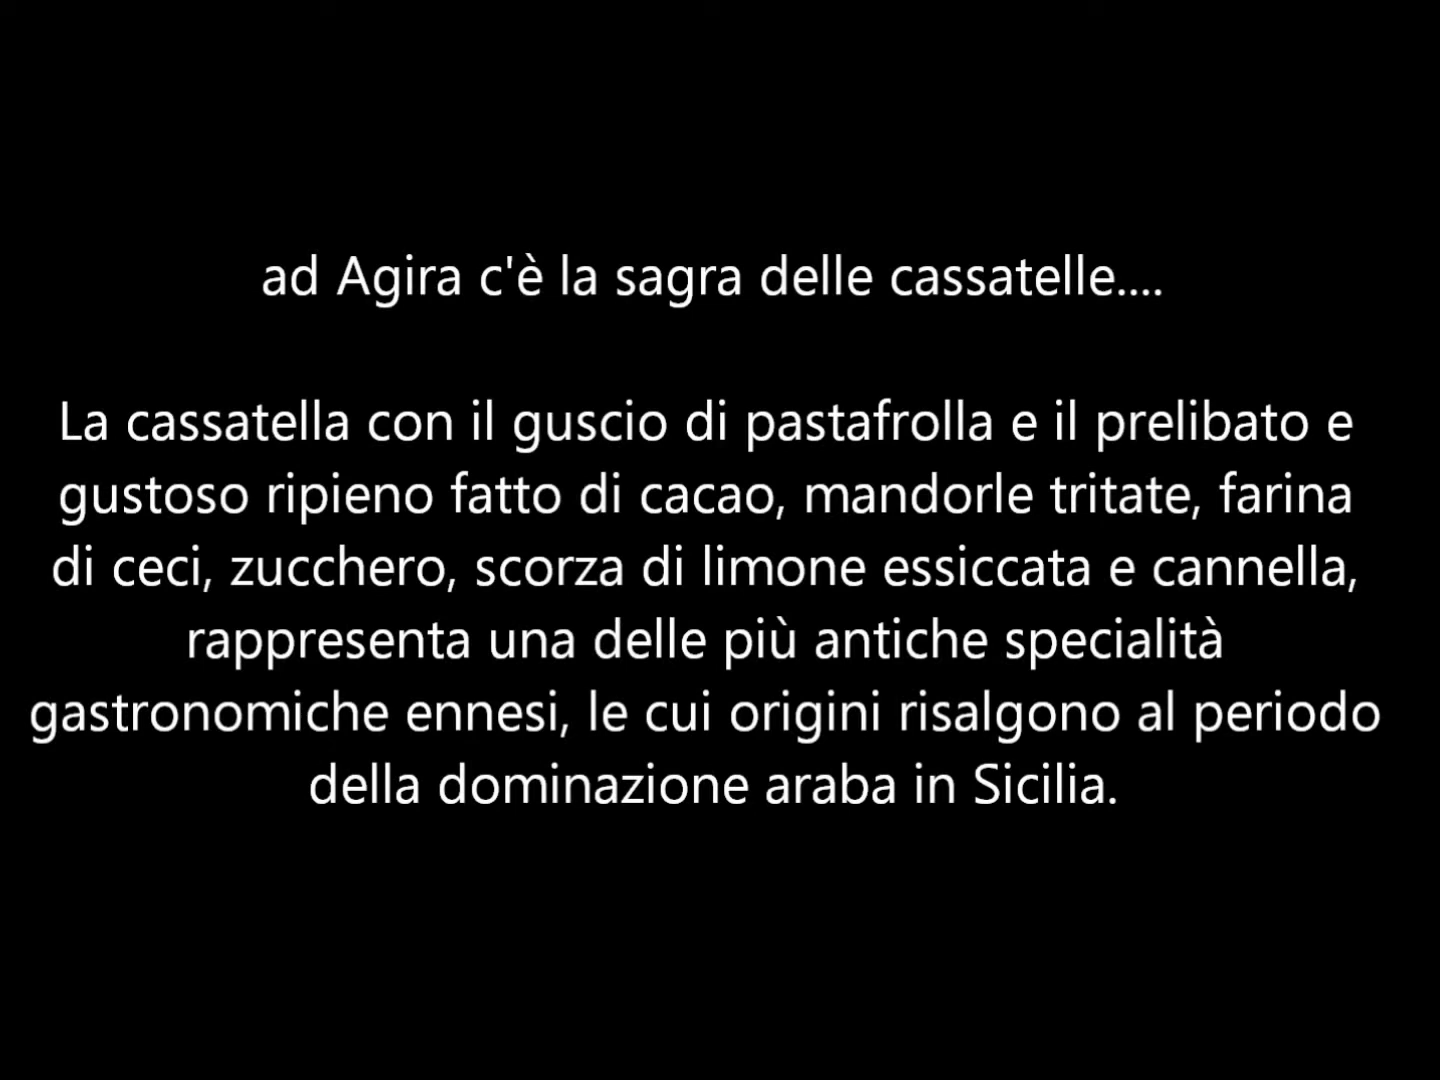 ad Agira c'è la sagra delle cassatelle....
La cassatella con il guscio di pastafrolla e il prelibato e
gustoso ripieno fatto di cacao, mandorle tritate, farina
di ceci, zucchero, scorza di limone essiccata e cannella,
rappresenta una delle più antiche specialità
gastronomiche ennesi, le cui origini risalgono al periodo
della dominazione araba in Sicilia.